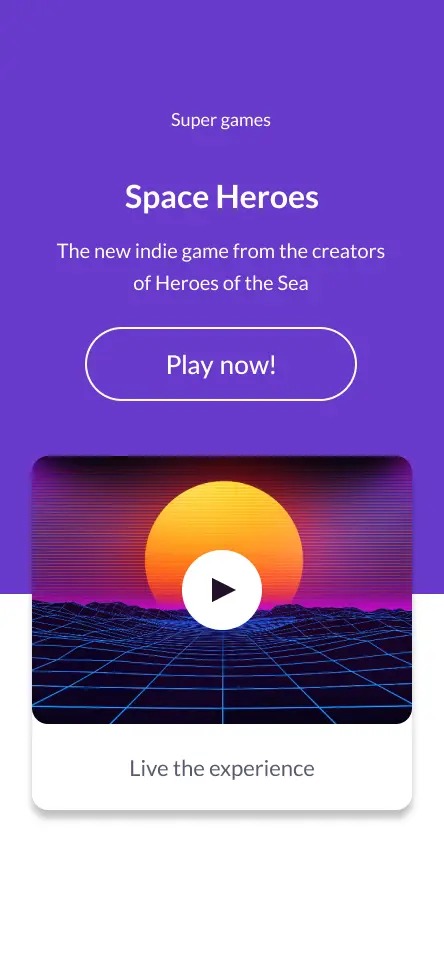 Super games
Space Heroes
The new indie game from the creators
of Heroes of the Sea
Play now!
Live the experience